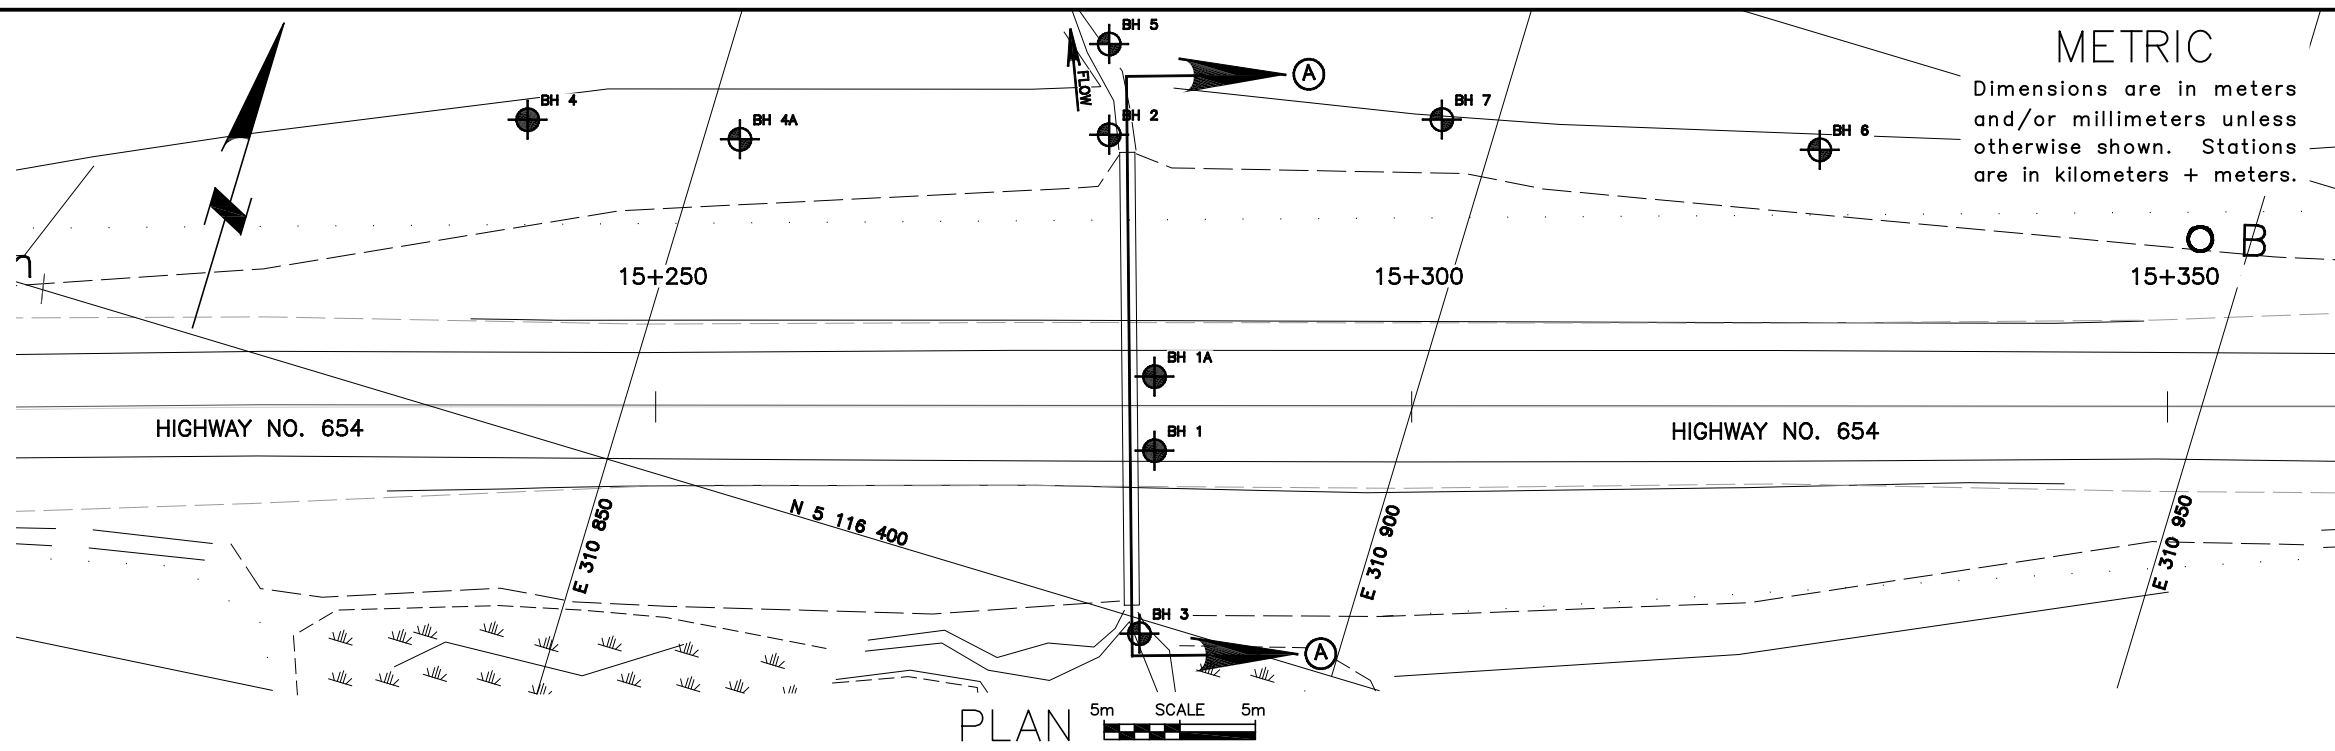 BH 5
METRIC
Dimensions are in meters
and/or millimeters unless
otherwise shown. Stations
are in kilometers + meters.
A
FLOW
BH 4
BH 4A
BH 2
BH 7
BH 6
B
15+250
15+300
15+350
BH 1A
HIGHWAY NO. 654
BH 1
HIGHWAY NO. 654
N 5 116 400
E 310 850
E 310 900
E 310 950
BH 3
A
PLAN
5m SCALE 5m